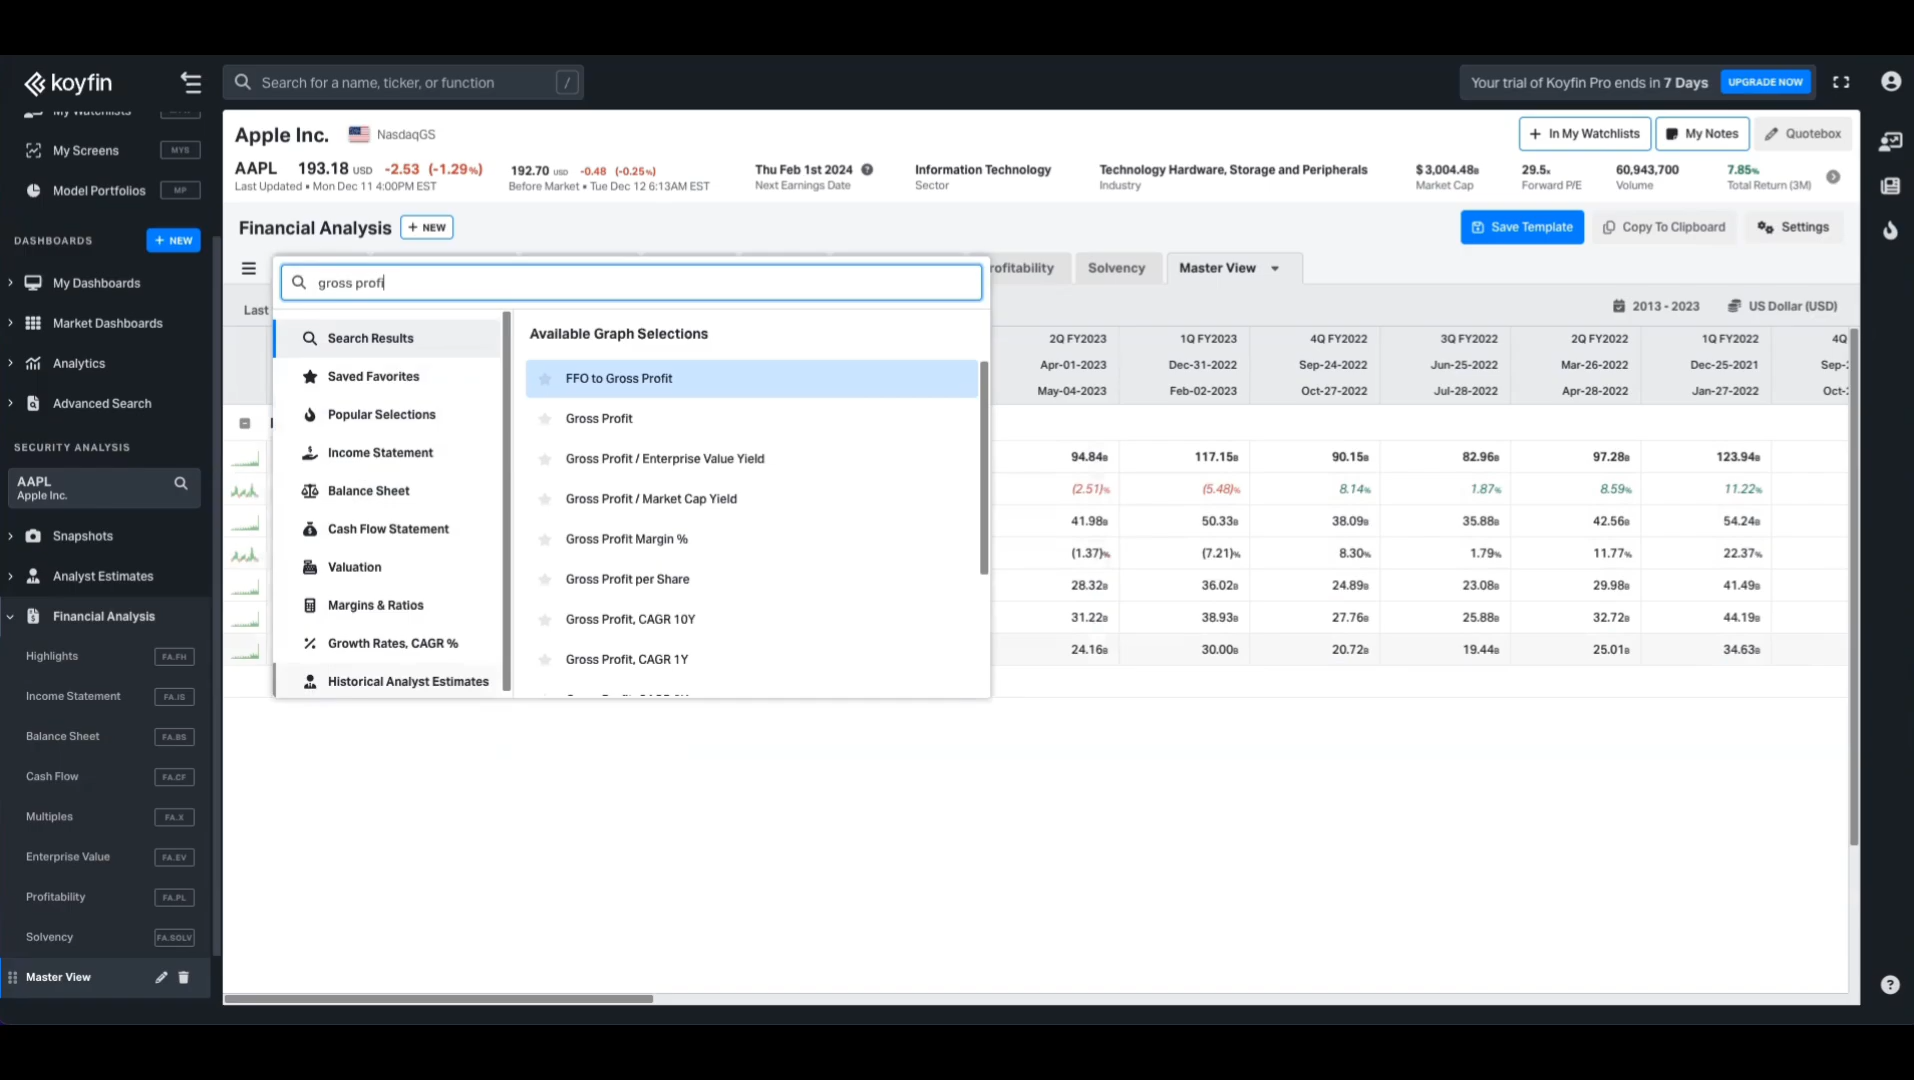 koyfin
Search for a name, ticker, or function /
Your trial of Koyfin Pro ends in 7 Days UPGRADE NOW
My Watchlists
My Screens MYS
Model Portfolios MP
DASHBOARDS + NEW
My Dashboards
Market Dashboards
Analytics
Advanced Search
SECURITY ANALYSIS
AAPL
Apple Inc.
Snapshots
Analyst Estimates
Financial Analysis
Highlights FA.FH
Income Statement FA.IS
Balance Sheet FA.BS
Cash Flow FA.CF
Multiples FA.X
Enterprise Value FA.EV
Profitability FA.PL
Solvency FA.SOLV
Master View
Apple Inc. NasdaqGS
+ In My Watchlists My Notes Quotebox
AAPL 193.18 USD -2.53 (-1.29%)
Last Updated • Mon Dec 11 4:00PM EST
192.70 USD -0.48 (-0.25%)
Before Market • Tue Dec 12 6:13AM EST
Thu Feb 1st 2024 ?
Next Earnings Date
Information Technology
Sector
Technology Hardware, Storage and Peripherals
Industry
$3,004.48B
Market Cap
29.5x
Forward P/E
60,943,700
Volume
7.85%
Total Return (3M)
Financial Analysis + NEW
Save Template Copy To Clipboard Settings
rofitability Solvency Master View
Last
2013 - 2023 US Dollar (USD)
gross profi
Search Results
Saved Favorites
Popular Selections
Income Statement
Balance Sheet
Cash Flow Statement
Valuation
Margins & Ratios
Growth Rates, CAGR %
Historical Analyst Estimates
Available Graph Selections
FFO to Gross Profit
Gross Profit
Gross Profit / Enterprise Value Yield
Gross Profit / Market Cap Yield
Gross Profit Margin %
Gross Profit per Share
Gross Profit, CAGR 10Y
Gross Profit, CAGR 1Y
2Q FY2023 1Q FY2023 4Q FY2022 3Q FY2022 2Q FY2022 1Q FY2022 4Q
Apr-01-2023 Dec-31-2022 Sep-24-2022 Jun-25-2022 Mar-26-2022 Dec-25-2021 Sep-
May-04-2023 Feb-02-2023 Oct-27-2022 Jul-28-2022 Apr-28-2022 Jan-27-2022 Oct-
94.84B 117.15B 90.15B 82.96B 97.28B 123.94B
(2.51)% (5.48)% 8.14% 1.87% 8.59% 11.22%
41.98B 50.33B 38.09B 35.88B 42.56B 54.24B
(1.37)% (7.21)% 8.30% 1.79% 11.77% 22.37%
28.32B 36.02B 24.89B 23.08B 29.98B 41.49B
31.22B 38.93B 27.76B 25.88B 32.72B 44.19B
24.16B 30.00B 20.72B 19.44B 25.01B 34.63B
?